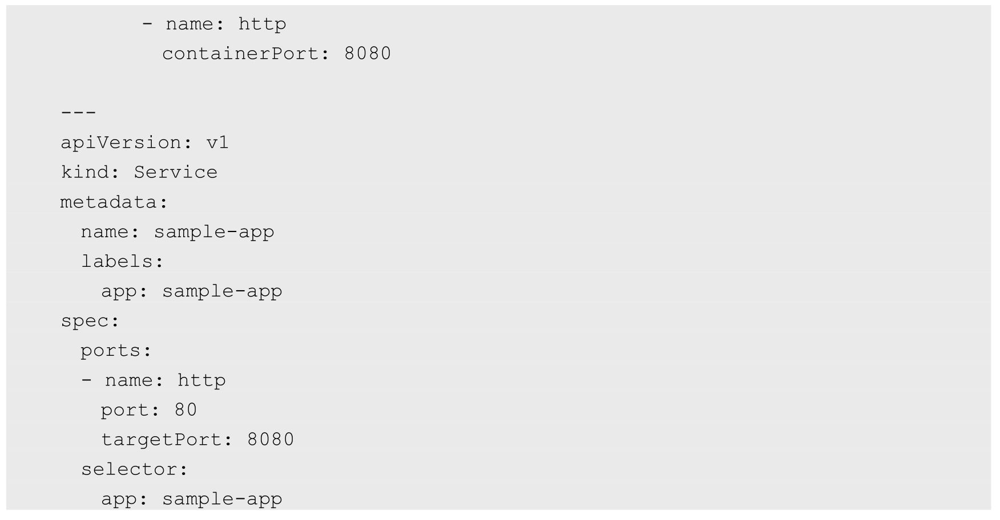 - name: http
          containerPort: 8080

---
apiVersion: v1
kind: Service
metadata:
  name: sample-app
  labels:
    app: sample-app
spec:
  ports:
  - name: http
    port: 80
    targetPort: 8080
  selector:
    app: sample-app